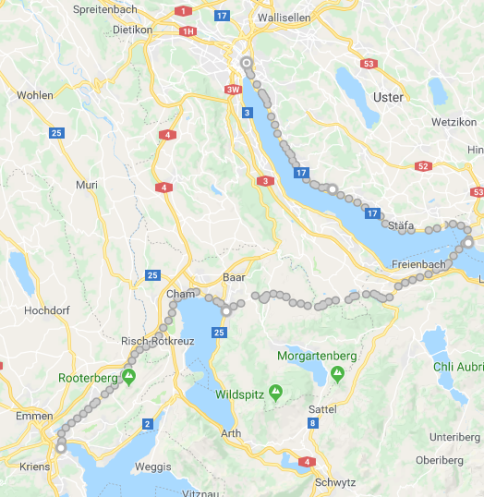 Spreitenbach
1
17
Wallisellen
Dietikon
1H
53
3W
Uster
Wohlen
3
Wetzikon
25
4
Hin
52
3
17
Muri
4
53
17
Stäfa
Freienbach
L
25
Baar
Cham
Hochdorf
25
Risch-Rotkreuz
Morgartenberg
Chli Aubri
Rooterberg
Wildspitz
Sattel
Emmen
2
8
Arth
Unteriberg
Kriens
Weggis
4
Oberiberg
Schwytz
Vitznau